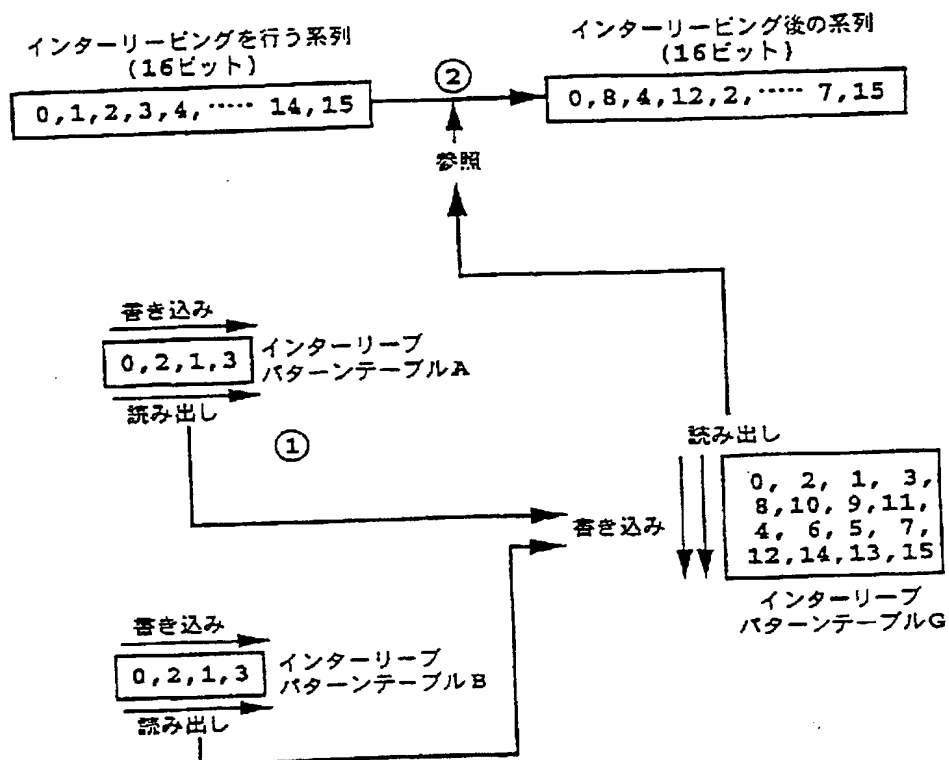 インターリービングを行う系列
(16ビット)
0,1,2,3,4,····· 14,15
②
インターリービング後の系列
(16ビット)
0,8,4,12,2,····· 7,15
参照
書き込み
0,2,1,3
インターリーブ
パターンテーブルA
読み出し
①
読み出し
書き込み
0, 2, 1, 3,
8,10, 9,11,
4, 6, 5, 7,
12,14,13,15
インターリーブ
パターンテーブルG
書き込み
0,2,1,3
インターリーブ
パターンテーブルB
読み出し